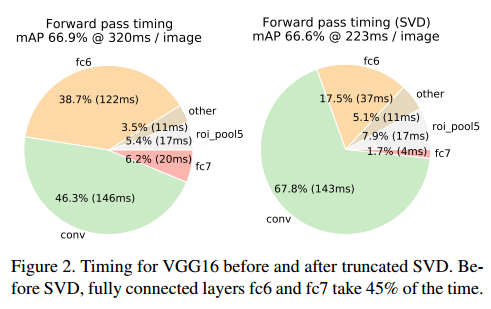 Forward pass timing
mAP 66.9% @ 320ms / image
fc6
38.7% (122ms)
other
3.5% (11ms)
roi_pool5
5.4% (17ms)
6.2% (20ms)
fc7
46.3% (146ms)
conv
Forward pass timing (SVD)
mAP 66.6% @ 223ms / image
fc6
17.5% (37ms)
other
5.1% (11ms)
roi_pool5
7.9% (17ms)
1.7% (4ms)
fc7
67.8% (143ms)
conv
Figure 2. Timing for VGG16 before and after truncated SVD. Be-
fore SVD, fully connected layers fc6 and fc7 take 45% of the time.